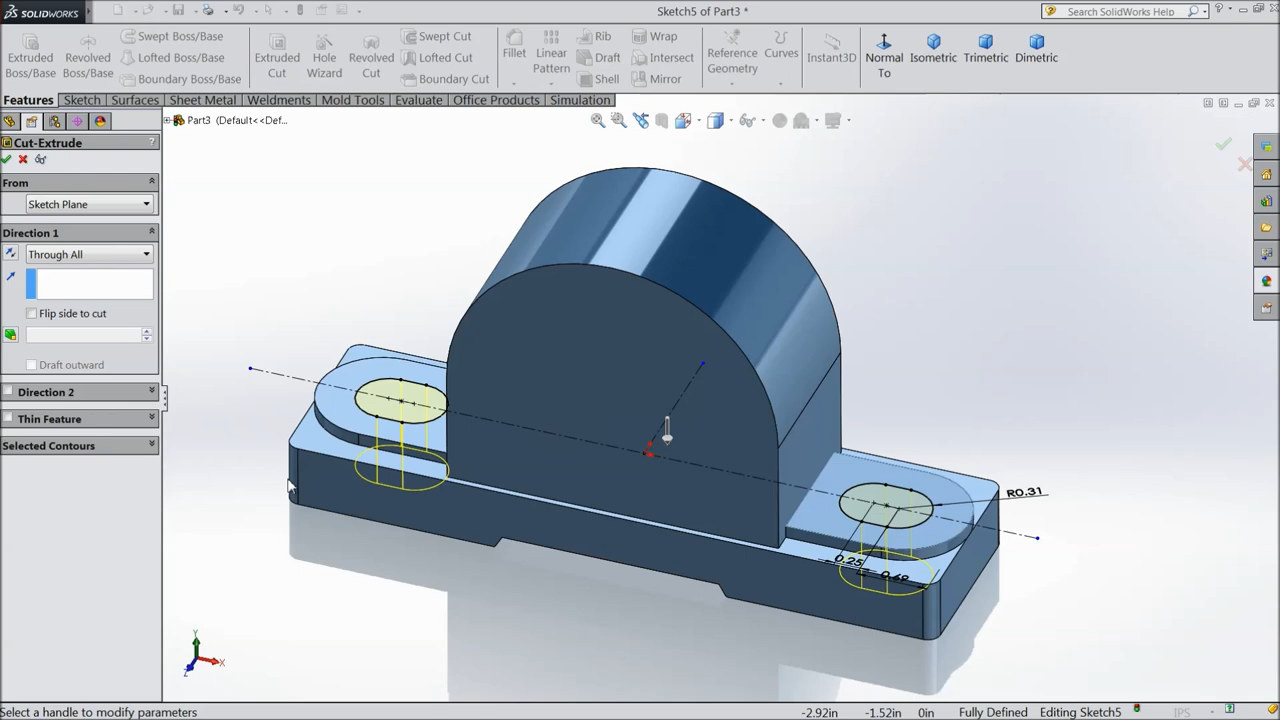 SOLIDWORKS
Sketch5 of Part3 *
Search SolidWorks Help
Extruded Boss/Base
Revolved Boss/Base
Swept Boss/Base
Lofted Boss/Base
Boundary Boss/Base
Extruded Cut
Hole Wizard
Revolved Cut
Swept Cut
Lofted Cut
Boundary Cut
Fillet
Linear Pattern
Rib
Draft
Shell
Wrap
Intersect
Mirror
Reference Geometry
Curves
Instant3D
Normal To
Isometric
Trimetric
Dimetric
Features Sketch Surfaces Sheet Metal Weldments Mold Tools Evaluate Office Products Simulation
Part3 (Default<<Def...
Cut-Extrude
?
From
Sketch Plane
Direction 1
Through All
Flip side to cut
Draft outward
Direction 2
Thin Feature
Selected Contours
R0.31
0.25
0.69
Y
X
Z
Select a handle to modify parameters
-2.92in -1.52in 0in Fully Defined Editing Sketch5 IPS